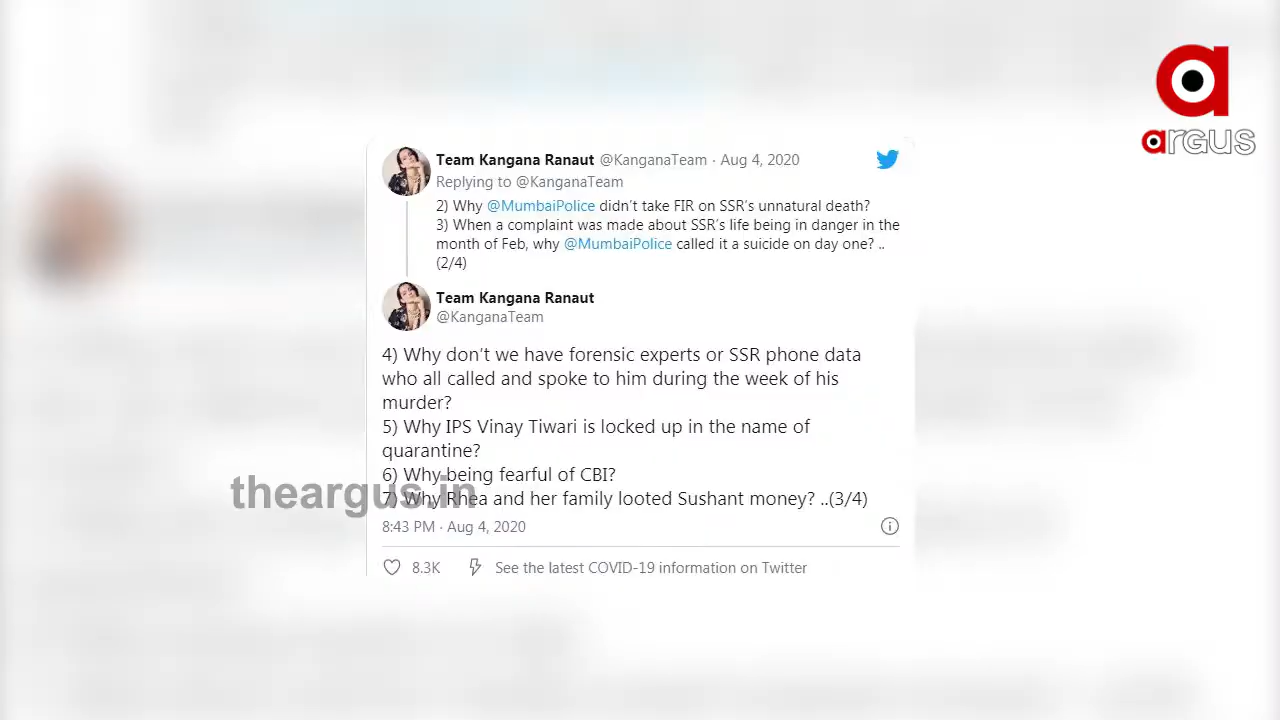 argus
Team Kangana Ranaut @KanganaTeam · Aug 4, 2020
Replying to @KanganaTeam
2) Why @MumbaiPolice didn't take FIR on SSR's unnatural death?
3) When a complaint was made about SSR's life being in danger in the
month of Feb, why @MumbaiPolice called it a suicide on day one? ..
(2/4)
Team Kangana Ranaut
@KanganaTeam
4) Why don't we have forensic experts or SSR phone data
who all called and spoke to him during the week of his
murder?
5) Why IPS Vinay Tiwari is locked up in the name of
quarantine?
6) Why being fearful of CBI?
7) Why Rhea and her family looted Sushant money? ..(3/4)
theargus.in
8:43 PM · Aug 4, 2020
8.3K See the latest COVID-19 information on Twitter